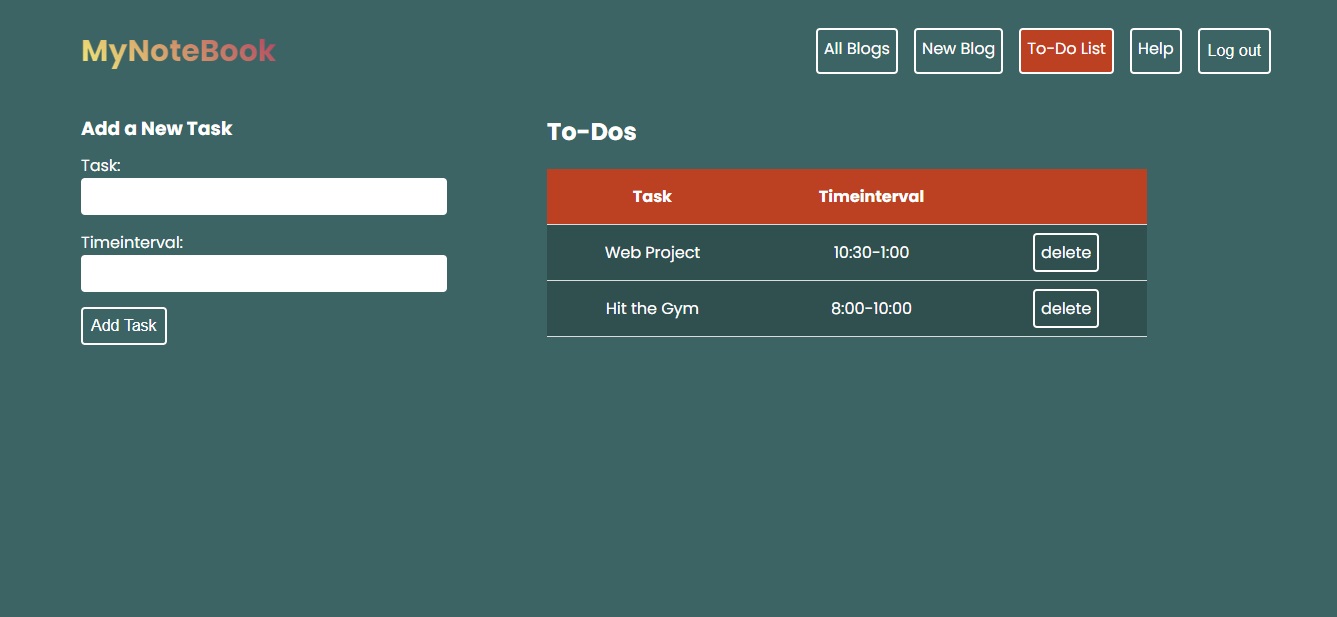 MyNoteBook
All Blogs New Blog To-Do List Help Log out
Add a New Task
Task:
Timeinterval:
Add Task
To-Dos
Task Timeinterval
Web Project 10:30-1:00 delete
Hit the Gym 8:00-10:00 delete